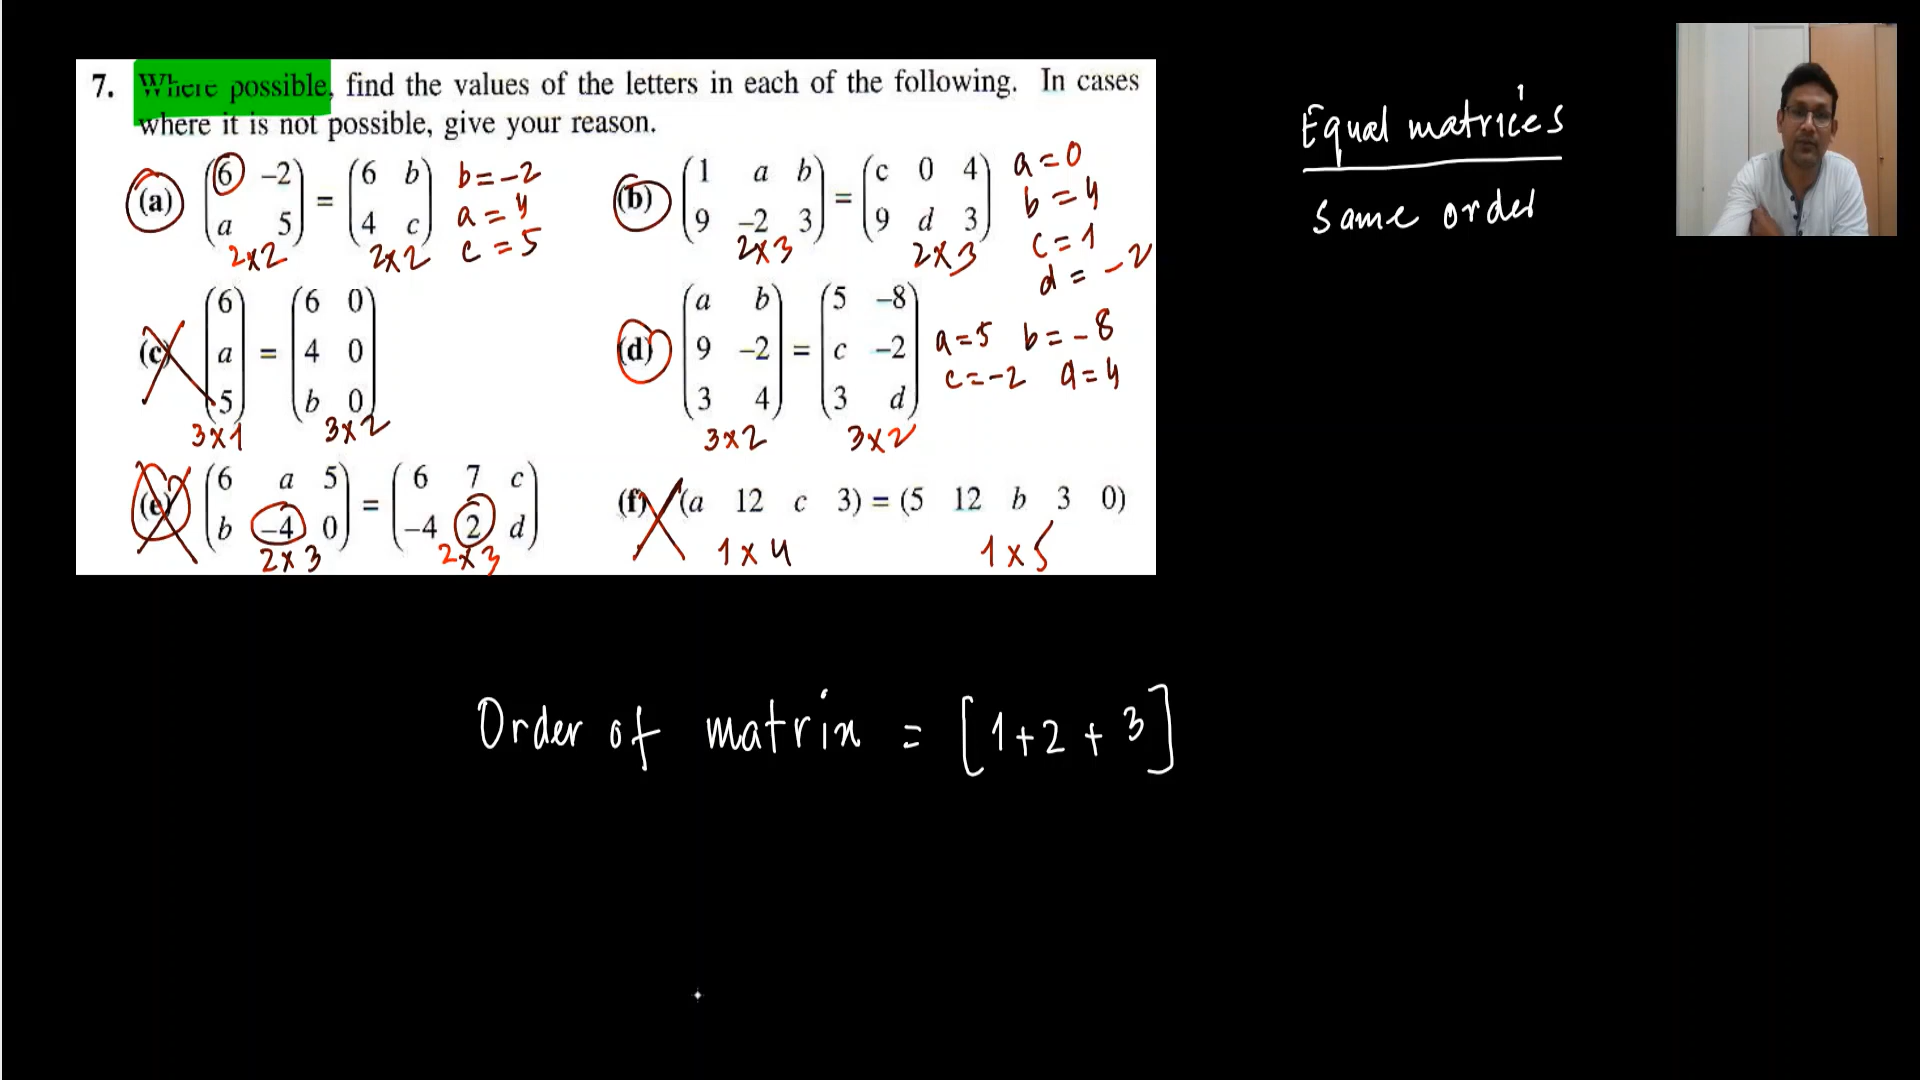 7. Where possible, find the values of the letters in each of the following. In cases
where it is not possible, give your reason.
(a) (6 −2 a 5) = (6 b 4 c) b = −2 a = 4 c = 5
2×2 2×2
(b) (1 a b 9 −2 3) = (c 0 4 9 d 3) a = 0 b = 4 c = 1 d = −2
2×3 2×3
(c) (6 a 5) = (6 0 4 0 b 0)
3×1 3×2
(d) (a b 9 −2 3 4) = (5 −8 c −2 3 d) a = 5 b = −8 c = −2 d = 4
3×2 3×2
(e) (6 a 5 b −4 0) = (6 7 c −4 2 d)
2×3 2×3
(f) (a 12 c 3) = (5 12 b 3 0)
1×4 1×5
Equal matrices
same order
Order of matrix = [1+2+3]